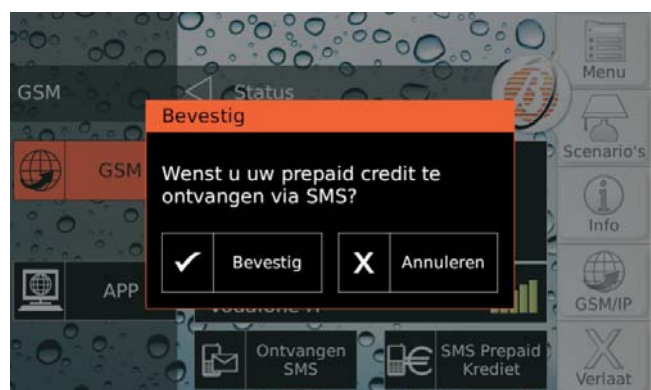 GSM
Status
Menu
Bevestig
Scenario's
GSM
Wenst u uw prepaid credit te
ontvangen via SMS?
Info
Bevestig
X Annuleren
APP
GSM/IP
Ontvangen
SMS
SMS Prepaid
Krediet
Verlaat